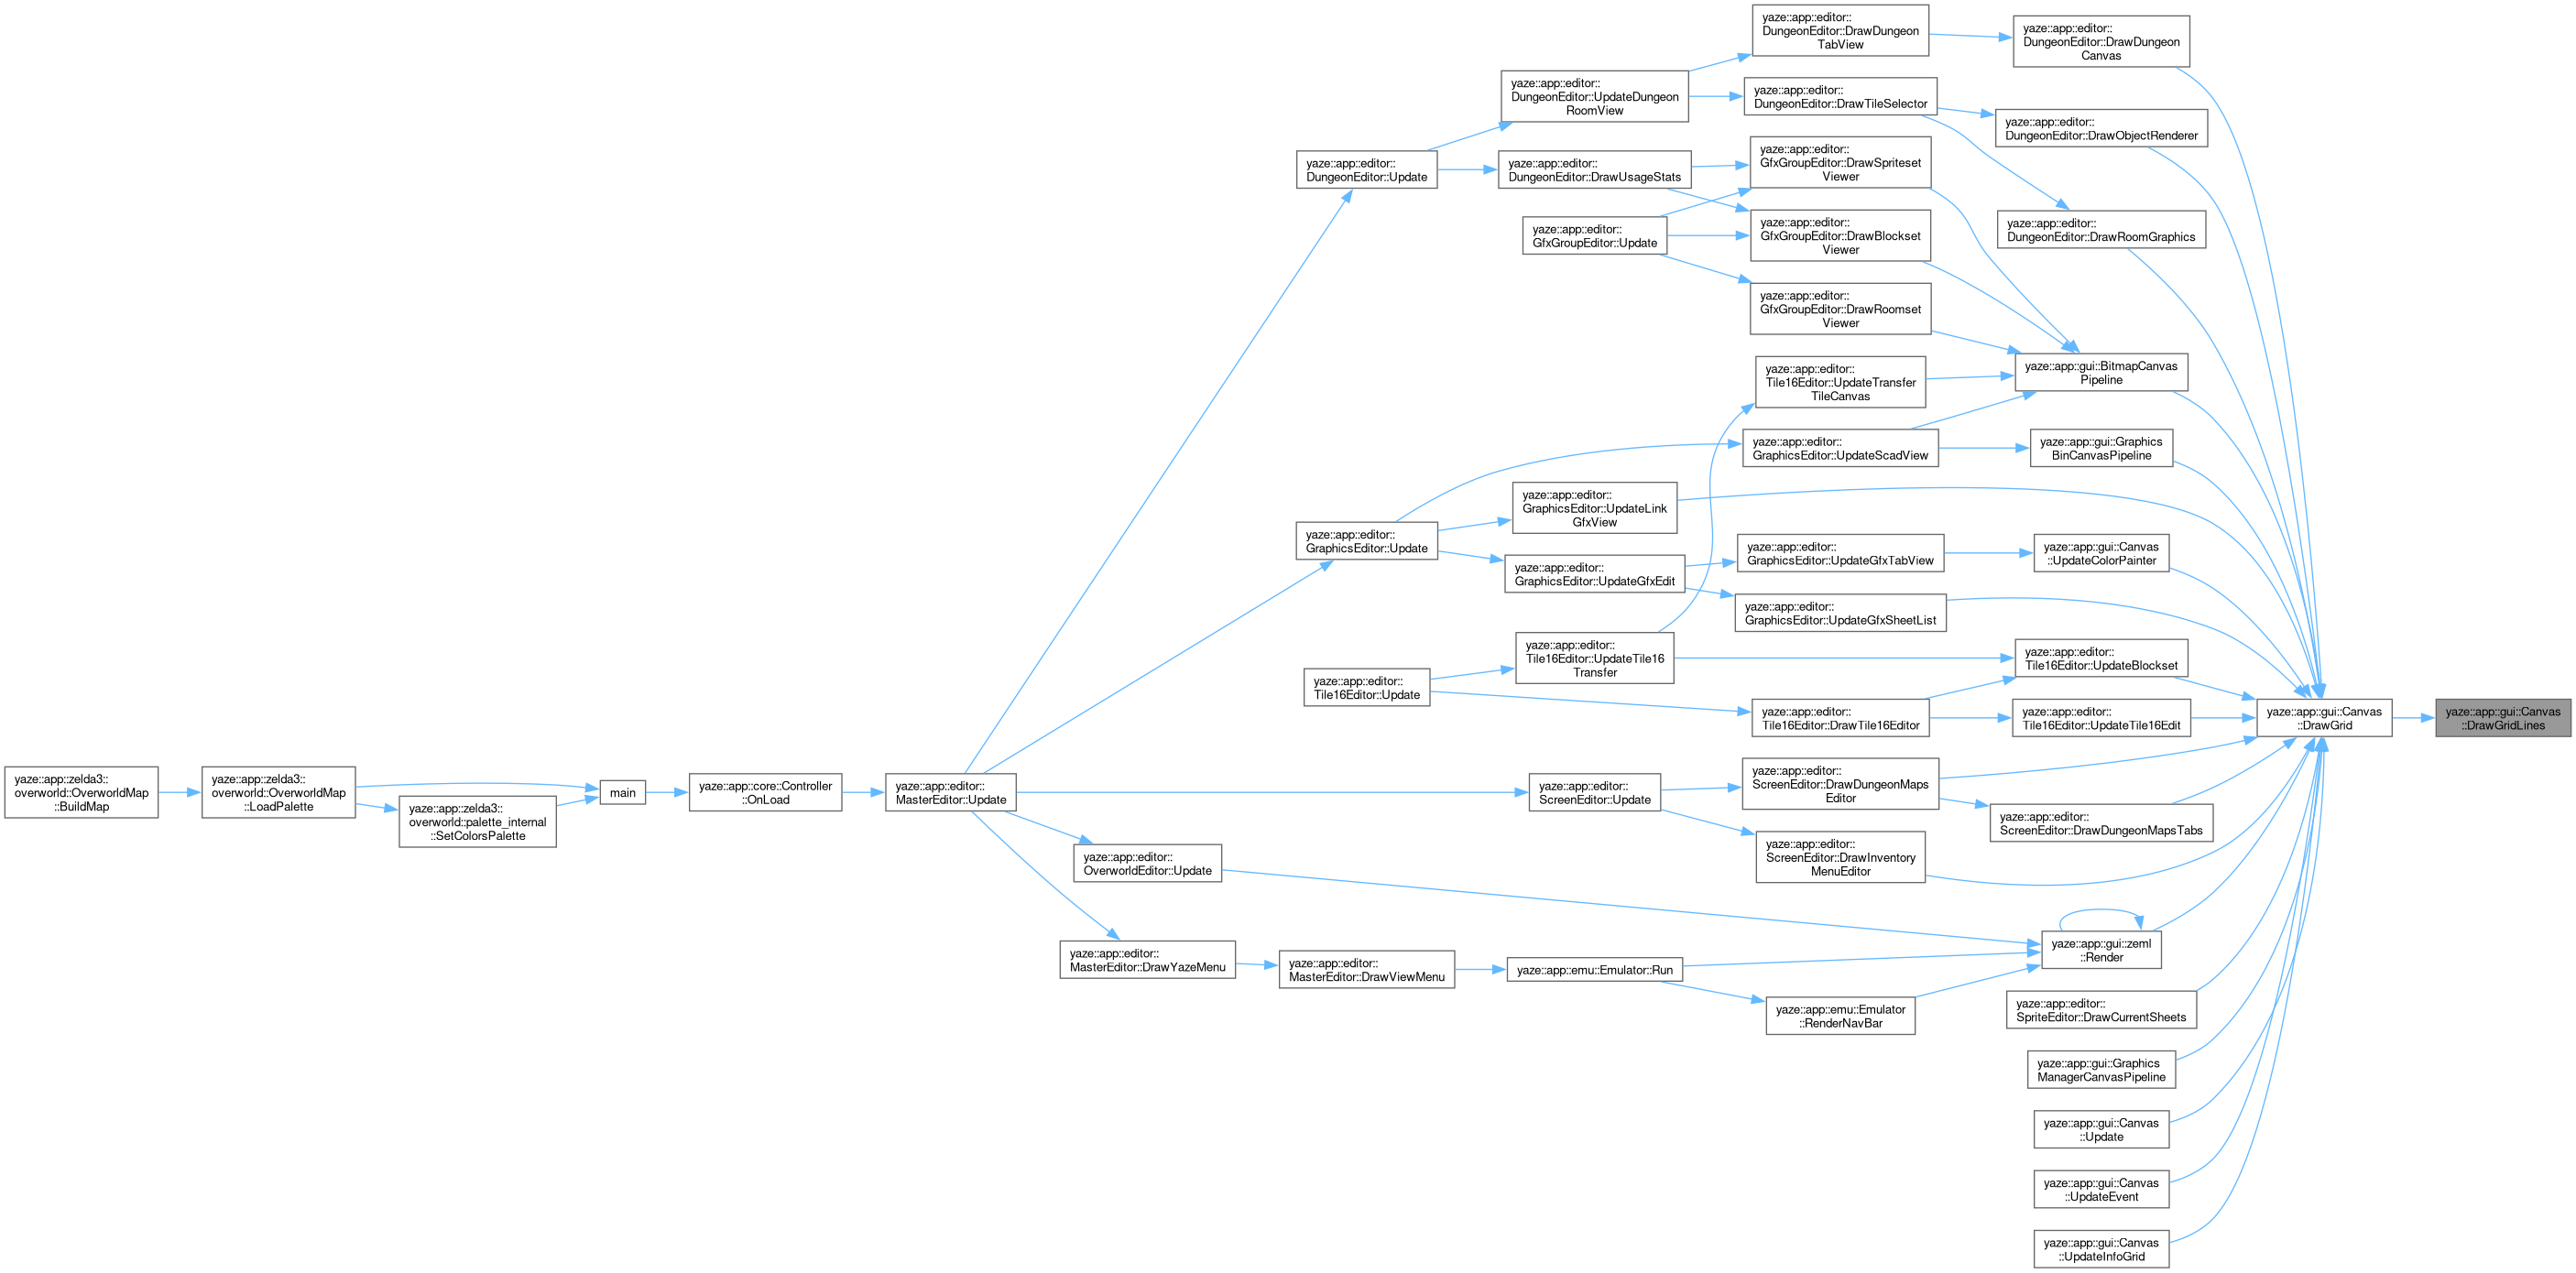 yaze::app::editor::
DungeonEditor::DrawDungeon
TabView
yaze::app::editor::
DungeonEditor::DrawDungeon
Canvas
yaze::app::editor::
DungeonEditor::UpdateDungeon
RoomView
yaze::app::editor::
DungeonEditor::DrawTileSelector
yaze::app::editor::
DungeonEditor::DrawObjectRenderer
yaze::app::editor::
DungeonEditor::Update
yaze::app::editor::
DungeonEditor::DrawUsageStats
yaze::app::editor::
GfxGroupEditor::DrawSpriteset
Viewer
yaze::app::editor::
GfxGroupEditor::Update
yaze::app::editor::
GfxGroupEditor::DrawBlockset
Viewer
yaze::app::editor::
DungeonEditor::DrawRoomGraphics
yaze::app::editor::
GfxGroupEditor::DrawRoomset
Viewer
yaze::app::editor::
Tile16Editor::UpdateTransfer
TileCanvas
yaze::app::gui::BitmapCanvas
Pipeline
yaze::app::editor::
GraphicsEditor::UpdateScadView
yaze::app::gui::Graphics
BinCanvasPipeline
yaze::app::editor::
GraphicsEditor::Update
yaze::app::editor::
GraphicsEditor::UpdateLink
GfxView
yaze::app::editor::
GraphicsEditor::UpdateGfxEdit
yaze::app::editor::
GraphicsEditor::UpdateGfxTabView
yaze::app::gui::Canvas
::UpdateColorPainter
yaze::app::editor::
GraphicsEditor::UpdateGfxSheetList
yaze::app::editor::
Tile16Editor::Update
yaze::app::editor::
Tile16Editor::UpdateTile16
Transfer
yaze::app::editor::
Tile16Editor::UpdateBlockset
yaze::app::editor::
Tile16Editor::DrawTile16Editor
yaze::app::editor::
Tile16Editor::UpdateTile16Edit
yaze::app::gui::Canvas
::DrawGrid
yaze::app::gui::Canvas
::DrawGridLines
yaze::app::zelda3::
overworld::OverworldMap
::BuildMap
yaze::app::zelda3::
overworld::OverworldMap
::LoadPalette
yaze::app::zelda3::
overworld::palette_internal
::SetColorsPalette
main
yaze::app::core::Controller
::OnLoad
yaze::app::editor::
MasterEditor::Update
yaze::app::editor::
ScreenEditor::Update
yaze::app::editor::
ScreenEditor::DrawDungeonMaps
Editor
yaze::app::editor::
ScreenEditor::DrawDungeonMapsTabs
yaze::app::editor::
OverworldEditor::Update
yaze::app::editor::
ScreenEditor::DrawInventory
MenuEditor
yaze::app::editor::
MasterEditor::DrawYazeMenu
yaze::app::editor::
MasterEditor::DrawViewMenu
yaze::app::emu::Emulator::Run
yaze::app::gui::zeml
::Render
yaze::app::emu::Emulator
::RenderNavBar
yaze::app::editor::
SpriteEditor::DrawCurrentSheets
yaze::app::gui::Graphics
ManagerCanvasPipeline
yaze::app::gui::Canvas
::Update
yaze::app::gui::Canvas
::UpdateEvent
yaze::app::gui::Canvas
::UpdateInfoGrid